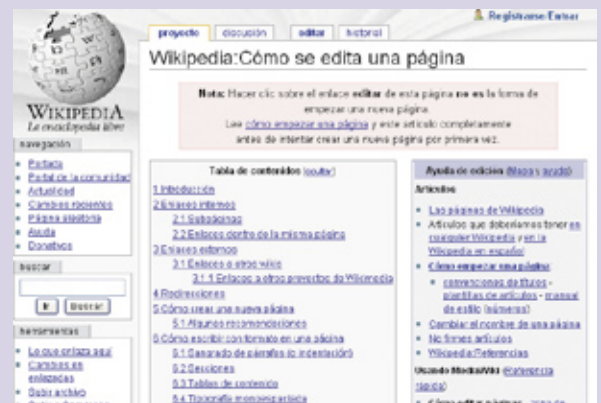 Registrarse/Entrar
proyecto discusión editar historial
Wikipedia:Cómo se edita una página
Nota: Hacer clic sobre el enlace editar de esta página no es la forma de
empezar una nueva página.
Lee cómo empezar una página y este artículo completamente
antes de intentar crear una nueva página por primera vez.
WIKIPEDIA
La enciclopedia libre
navegación
Portada
Portal de la comunidad
Actualidad
Cambios recientes
Página aleatoria
Ayuda
Donativos
buscar
Ir Buscar
herramientas
Lo que enlaza aquí
Cambios en
enlazadas
Subir archivo
Tabla de contenidos [ocultar]
1 Introducción
2 Enlaces internos
2.1 Subpáginas
2.2 Enlaces dentro de la misma página
3 Enlaces externos
3.1 Enlaces a otros wikis
3.1.1 Enlaces a otros proyectos de Wikimedia
4 Redirecciones
5 Cómo crear una nueva página
5.1 Algunas recomendaciones
6 Cómo escribir con formato en una página
6.1 Sangrado de párrafos (o indentación)
6.2 Secciones
6.3 Tablas de contenido
6.4 Tipografía monoespaciada
Ayuda de edición (Mapa y ayuda)
Artículos
Las páginas de Wikipedia
Artículos que deberíamos tener en
cualquier Wikipedia y en la
Wikipedia en español
Cómo empezar una página:
convenciones de títulos -
plantillas de artículos - manual
de estilo (números)
Cambiar el nombre de una página
No firmes artículos
Wikipedia:Referencias
Usando MediaWiki (Referencia
rápida)